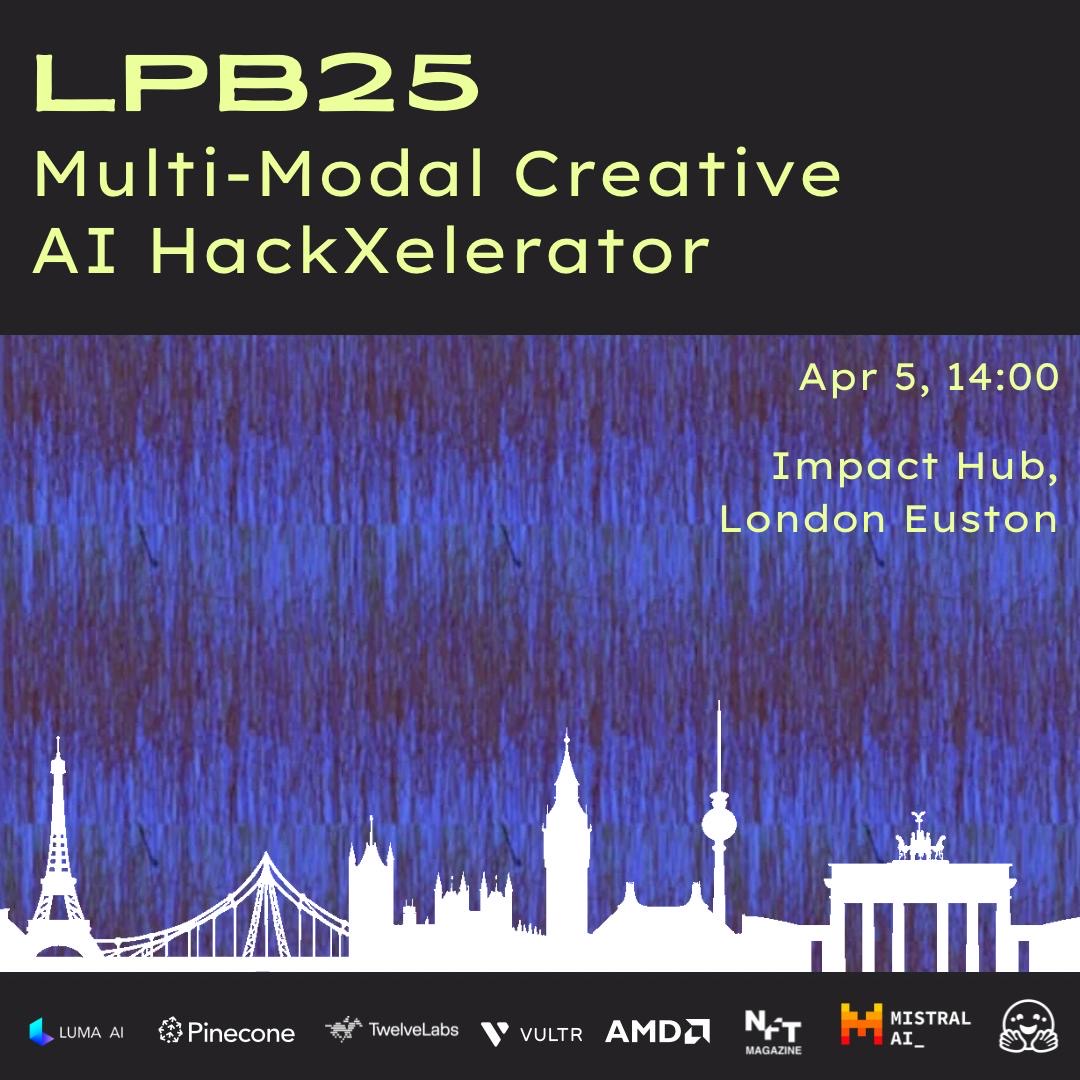 LPB25
Multi-Modal Creative
AI HackXelerator
Apr 5, 14:00
Impact Hub,
London Euston
LUMA AI
Pinecone
TwelveLabs
VULTR
AMD
NFT
MAGAZINE
MISTRAL
AI_